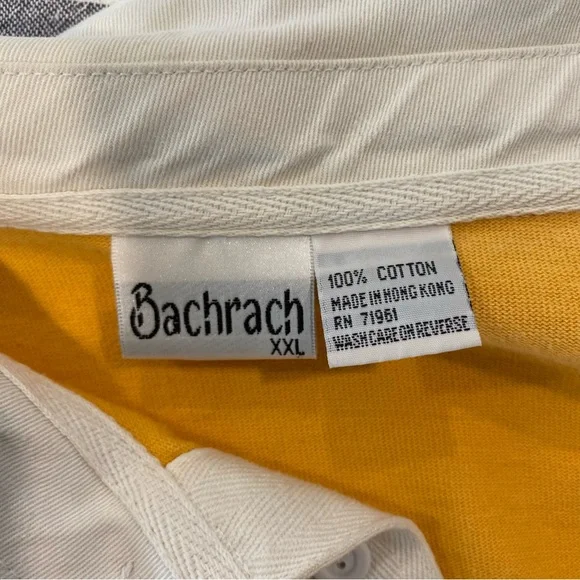 Bachrach
XXL
100% COTTON
MADE IN HONG KONG
RN 71961
WASH CARE ON REVERSE